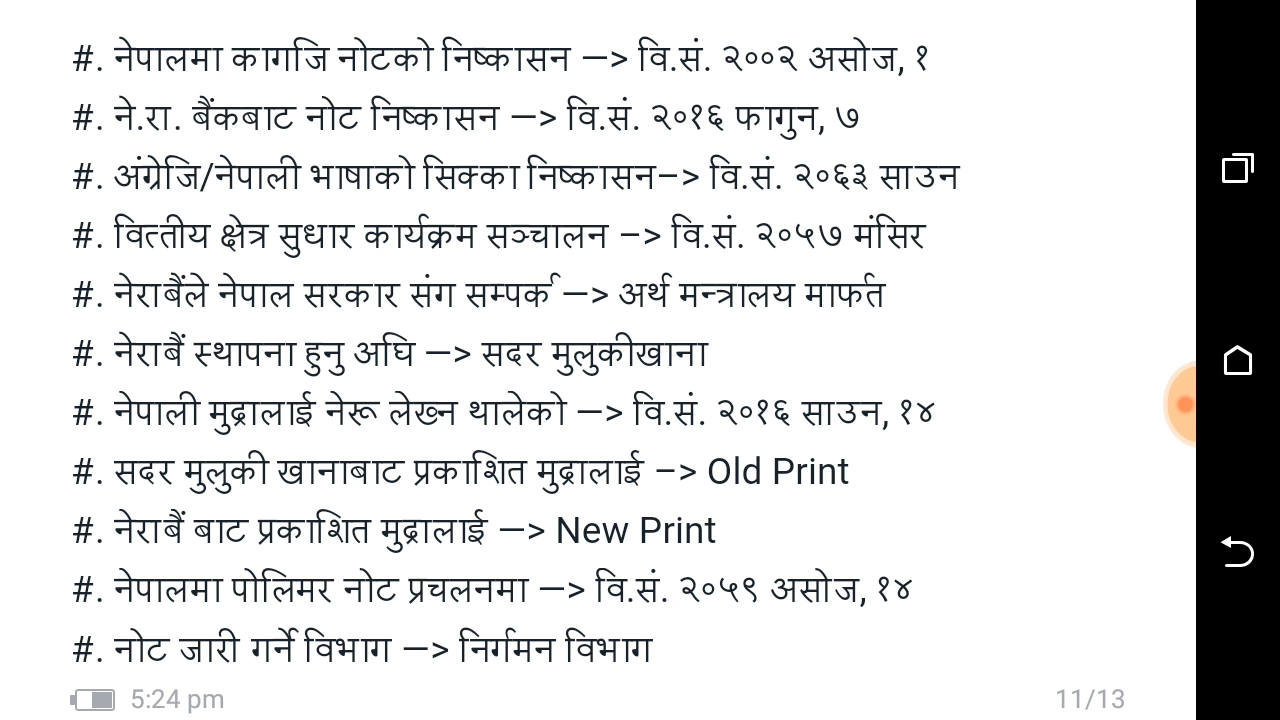 #. नेपालमा कागजि नोटको निष्कासन —> वि.सं. २००२ असोज, १
#. ने.रा. बैंकबाट नोट निष्कासन —> वि.सं. २०१६ फागुन, ७
#. अंग्रेजि/नेपाली भाषाको सिक्का निष्कासन–> वि.सं. २०६३ साउन
#. वित्तीय क्षेत्र सुधार कार्यक्रम सञ्चालन –> वि.सं. २०५७ मंसिर
#. नेराबैंले नेपाल सरकार संग सम्पर्क —> अर्थ मन्त्रालय मार्फत
#. नेराबैं स्थापना हुनु अघि —> सदर मुलुकीखाना
#. नेपाली मुद्रालाई नेरू लेख्न थालेको —> वि.सं. २०१६ साउन, १४
#. सदर मुलुकी खानाबाट प्रकाशित मुद्रालाई –> Old Print
#. नेराबैं बाट प्रकाशित मुद्रालाई —> New Print
#. नेपालमा पोलिमर नोट प्रचलनमा —> वि.सं. २०५९ असोज, १४
#. नोट जारी गर्ने विभाग —> निर्गमन विभाग
5:24 pm 11/13